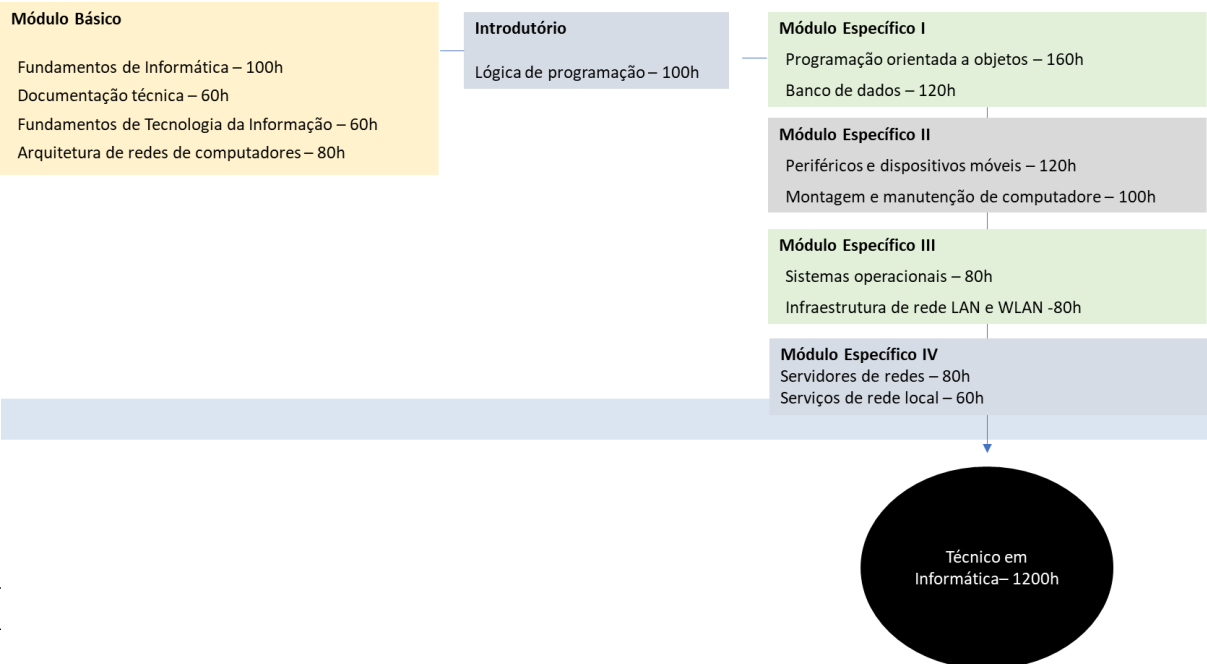 Módulo Básico
Fundamentos de Informática – 100h
Documentação técnica – 60h
Fundamentos de Tecnologia da Informação – 60h
Arquitetura de redes de computadores – 80h
Introdutório
Lógica de programação – 100h
Módulo Específico I
Programação orientada a objetos – 160h
Banco de dados – 120h
Módulo Específico II
Periféricos e dispositivos móveis – 120h
Montagem e manutenção de computadore – 100h
Módulo Específico III
Sistemas operacionais – 80h
Infraestrutura de rede LAN e WLAN -80h
Módulo Específico IV
Servidores de redes – 80h
Serviços de rede local – 60h
Técnico em
Informática– 1200h